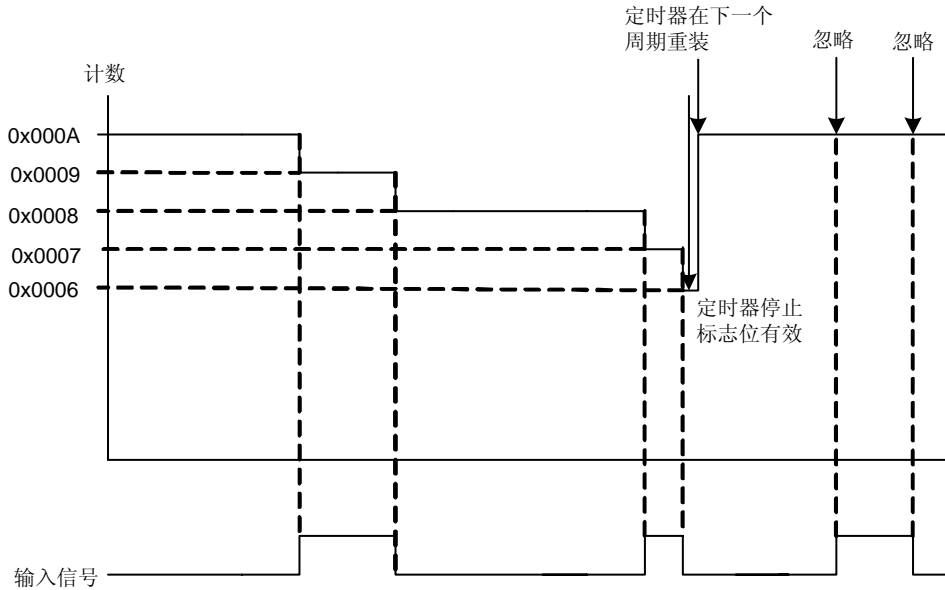 定时器在下一个
周期重装
忽略
忽略
计数
0x000A
0x0009
0x0008
0x0007
0x0006
定时器停止
标志位有效
输入信号